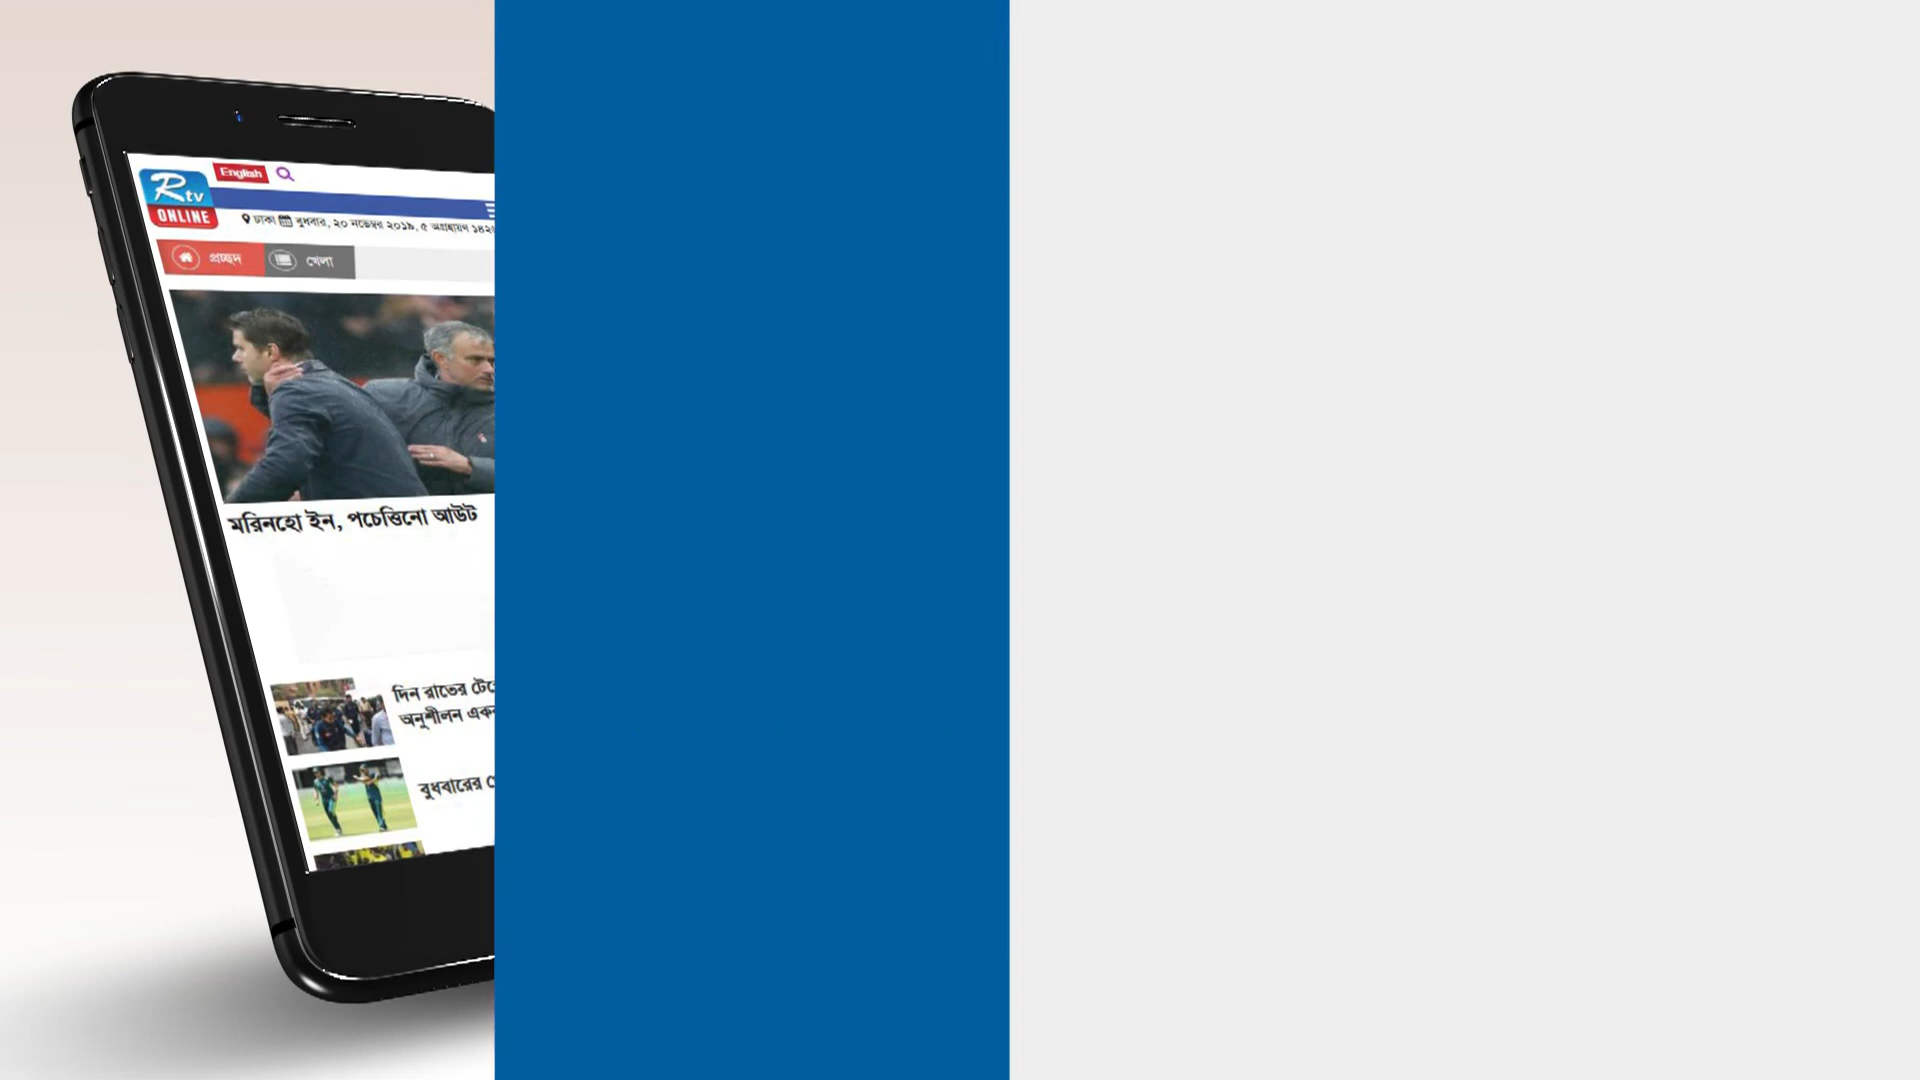 English
Rtv
ONLINE
ঢাকা বুধবার, ২০ নভেম্বর ২০১৯, ৫ অগ্রহায়ণ
প্রচ্ছদ খেলা
মরিনহো ইন, পচেত্তিনো আউট
দিন রাতের
অনুশীলন
বুধবারের